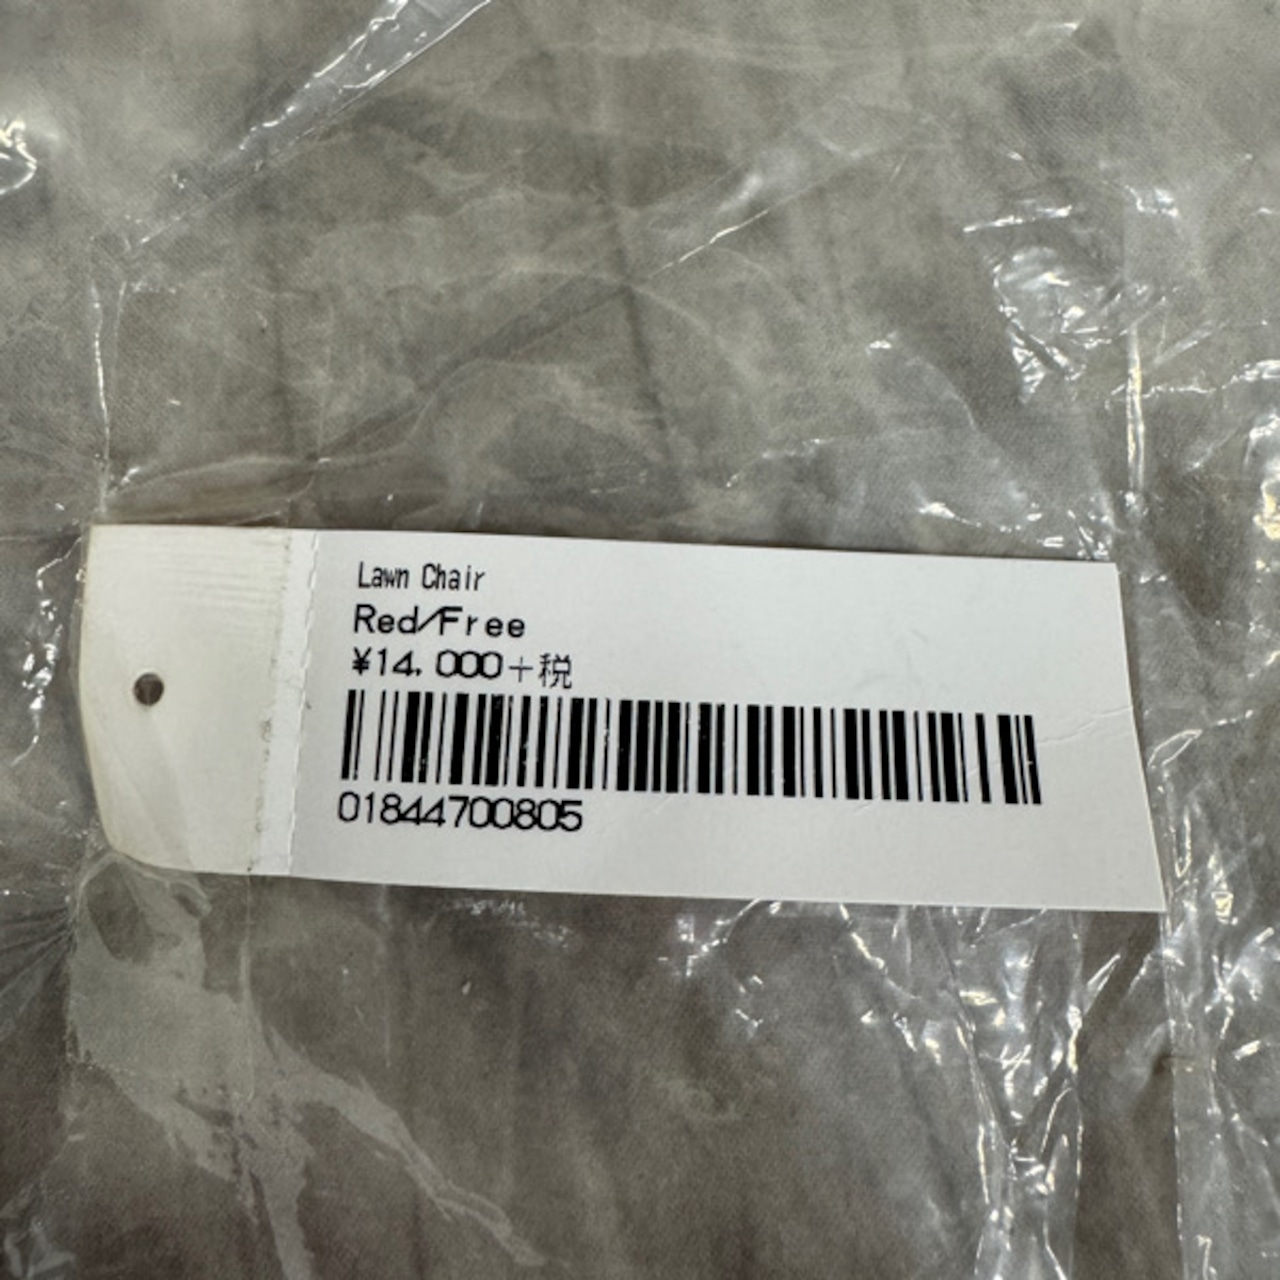 Lawn Chair
Red/Free
¥14,000+税
01844700805